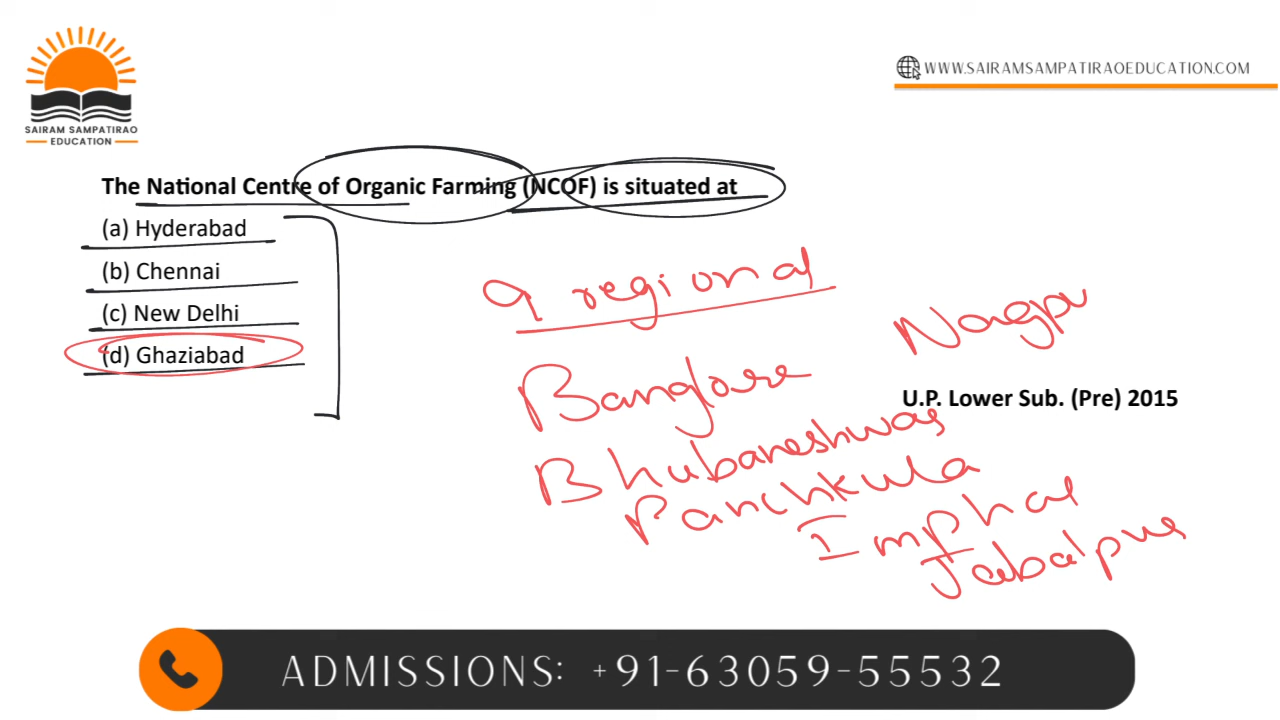 SAIRAM SAMPATIRAO
EDUCATION
WWW.SAIRAMSAMPATIRAOEDUCATION.COM
The National Centre of Organic Farming (NCOF) is situated at
(a) Hyderabad
(b) Chennai
(c) New Delhi
(d) Ghaziabad
9 regional
Nagpu
Banglore
U.P. Lower Sub. (Pre) 2015
Bhubaneshwar
Panchkula
Imphal
Jabalpur
ADMISSIONS: +91-63059-55532